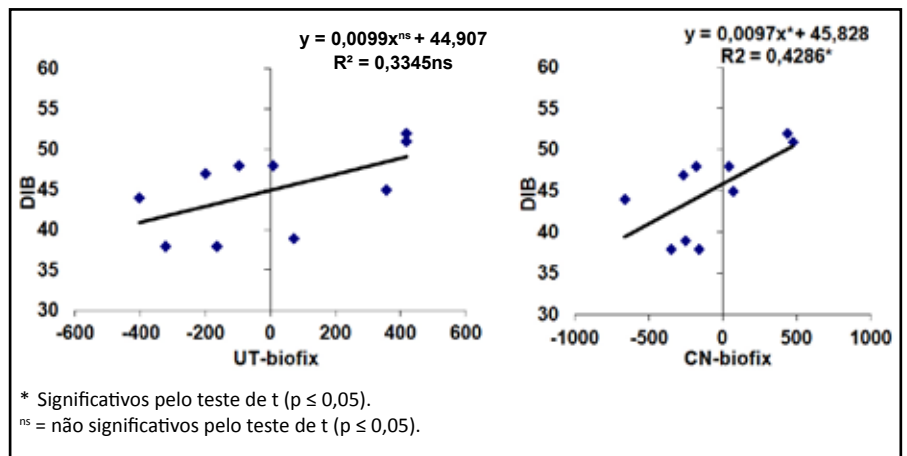 y = 0,0099xⁿˢ + 44,907
R² = 0,3345ns
60
55
50
45
40
35
30
DIB
-600 -400 -200 0 200 400 600
UT-biofix
y = 0,0097x*+ 45,828
R2 = 0,4286*
60
55
50
45
40
35
30
DIB
-1000 -500 0 500 1000
CN-biofix
* Significativos pelo teste de t (p ≤ 0,05).
ⁿˢ = não significativos pelo teste de t (p ≤ 0,05).